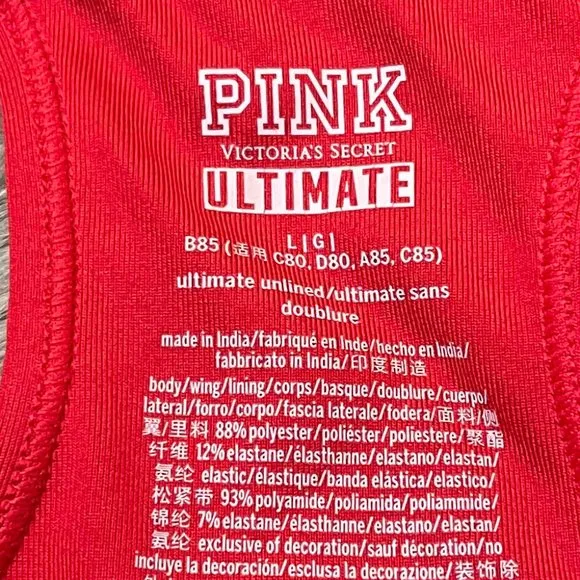 PINK
VICTORIA'S SECRET
ULTIMATE
L|G|
B85 (适用 C80, D80, A85, C85)
ultimate unlined/ultimate sans
doublure
made in India/fabriqué en Inde/hecho en India/
fabbricato in India/印度制造
body/wing/lining/corps/basque/doublure/cuerpo/
lateral/forro/corpo/fascia laterale/fodera/面料/侧
翼/里料 88% polyester/poliéster/poliestere/聚酯
纤维 12% elastane/élasthanne/elastano/elastan/
氨纶 elastic/élastique/banda elástica/elastico/
松紧带 93% polyamide/poliamida/poliammide/
锦纶 7% elastane/élasthanne/elastano/elastan/
氨纶 exclusive of decoration/sauf décoration/no
incluye la decoración/esclusa la decorazione/装饰除